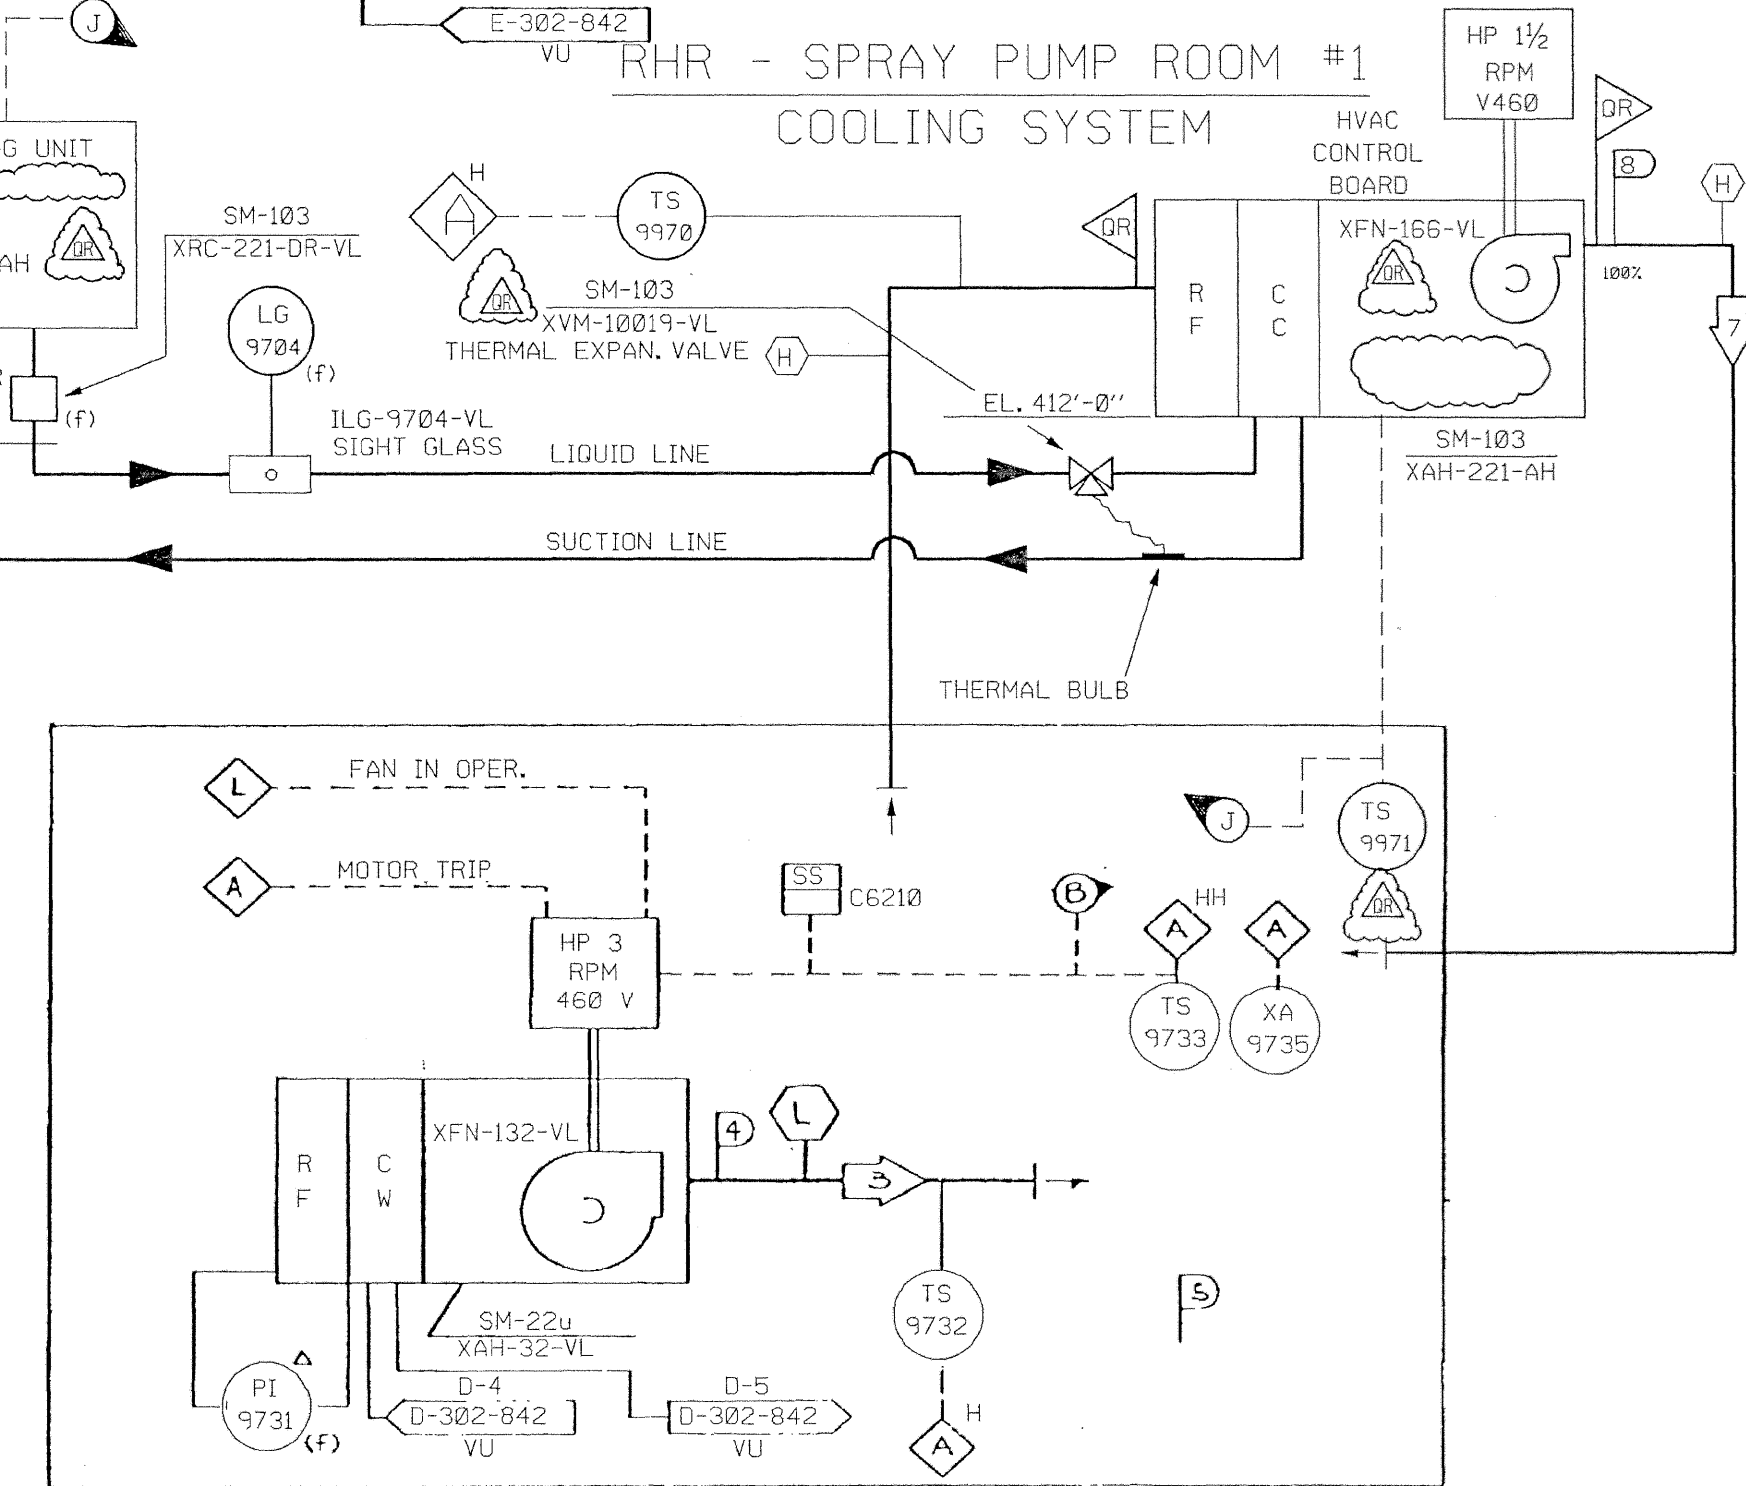 J
E-302-842
VU
RHR - SPRAY PUMP ROOM #1
COOLING SYSTEM
HP 1½
RPM
V460
HVAC
CONTROL
BOARD
QR
8
H
G UNIT
QR
AH
SM-103
XRC-221-DR-VL
LG
9704
(f)
(f)
ILG-9704-VL
SIGHT GLASS
A
H
TS
9970
QR
SM-103
XVM-10019-VL
THERMAL EXPAN. VALVE
H
QR
R
F
C
C
XFN-166-VL
QR
100%
7
EL. 412'-0"
SM-103
XAH-221-AH
LIQUID LINE
SUCTION LINE
THERMAL BULB
L
FAN IN OPER.
A
MOTOR TRIP
HP 3
RPM
460 V
SS
C6210
B
J
TS
9971
QR
A
HH
A
TS
9733
XA
9735
R
F
C
W
XFN-132-VL
4
L
3
TS
9732
H
A
5
SM-22u
XAH-32-VL
PI
9731
(f)
D-4
D-302-842
VU
D-5
D-302-842
VU